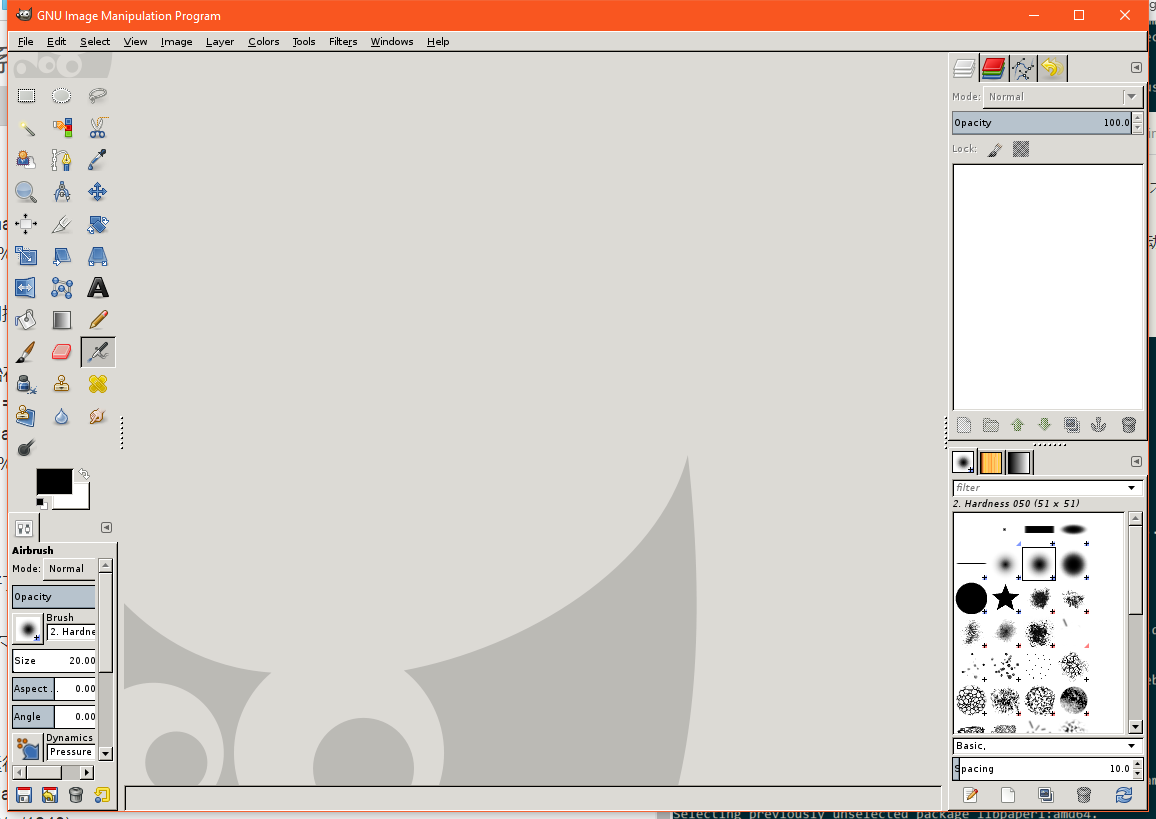 GNU Image Manipulation Program
File Edit Select View Image Layer Colors Tools Filters Windows Help
Mode: Normal
Opacity 100.0
Lock:
filter
2. Hardness 050 (51 × 51)
Basic,
Spacing 10.0
Airbrush
Mode: Normal
Opacity
Brush
2. Hardne
Size 20.00
Aspect . . 0.00
Angle 0.00
Dynamics
Pressure
Selecting previously unselected package libpaper1:amd64.